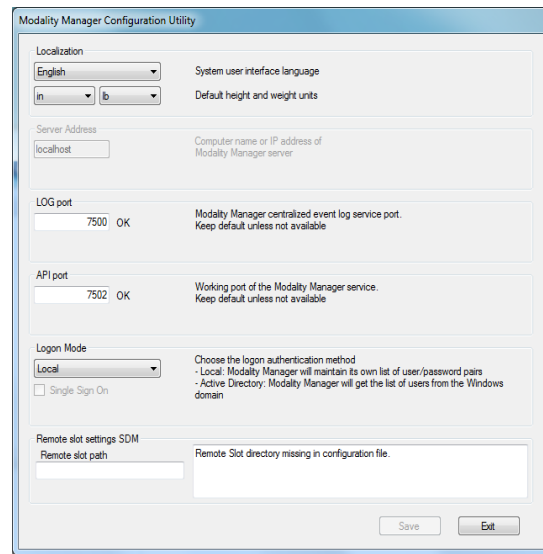 Modality Manager Configuration Utility
Localization
English
System user interface language
in
lb
Default height and weight units
Server Address
localhost
Computer name or IP address of
Modality Manager server
LOG port
7500 OK
Modality Manager centralized event log service port.
Keep default unless not available
API port
7502 OK
Working port of the Modality Manager service.
Keep default unless not available
Logon Mode
Local
Single Sign On
Choose the logon authentication method
- Local: Modality Manager will maintain its own list of user/password pairs
- Active Directory: Modality Manager will get the list of users from the Windows
domain
Remote slot settings SDM
Remote slot path
Remote Slot directory missing in configuration file.
Save
Exit